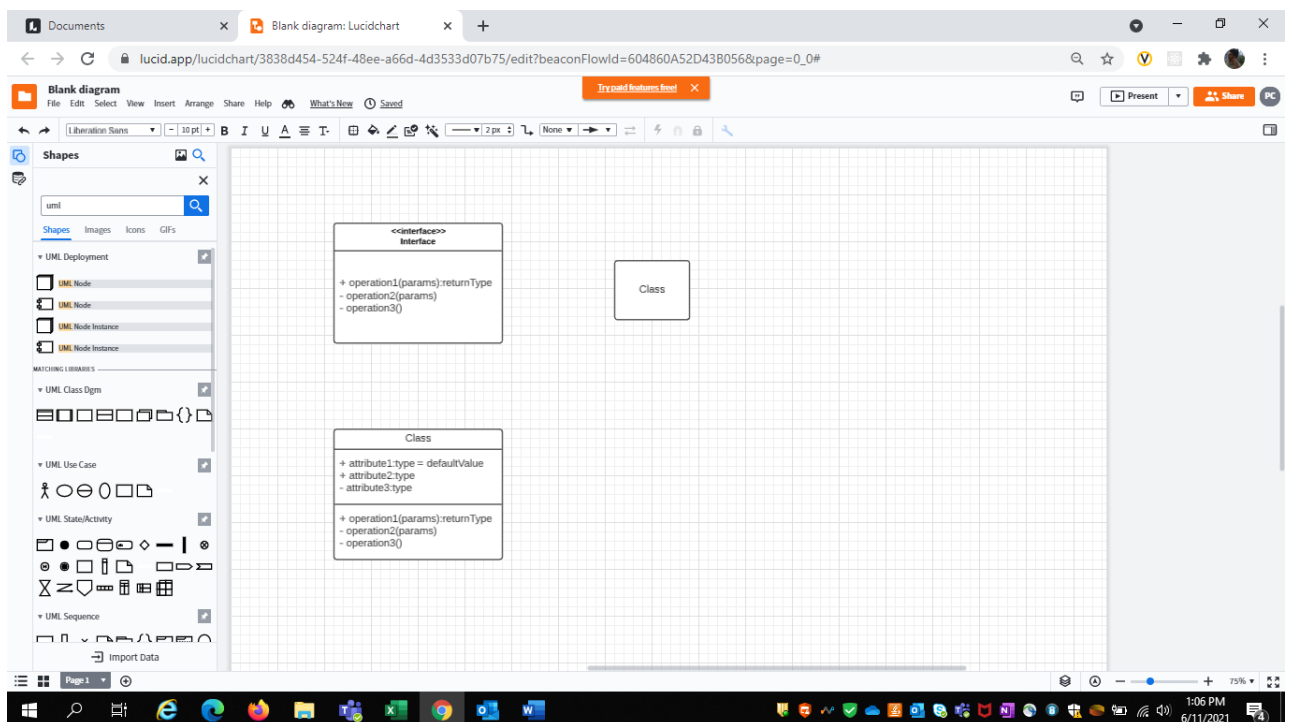 Documents
Blank diagram: Lucidchart
lucid.app/lucidchart/3838d454-524f-48ee-a66d-4d3533d07b75/edit?beaconFlowId=604860A52D43B056&page=0_0#
Blank diagram
Try paid features free!
File Edit Select View Insert Arrange Share Help What's New Saved
Present
Share
PC
Liberation Sans - 10 pt + B I U A T 2 px None
Shapes
uml
Shapes Images Icons GIFs
UML Deployment
UML Node
UML Node
UML Node Instance
UML Node Instance
MATCHING LIBRARIES
UML Class Dgm
UML Use Case
UML State/Activity
UML Sequence
Import Data
<<interface>>
Interface
+ operation1(params):returnType
- operation2(params)
- operation3()
Class
Class
+ attribute1:type = defaultValue
+ attribute2:type
- attribute3:type
+ operation1(params):returnType
- operation2(params)
- operation3()
Page 1
75%
1:06 PM
6/11/2021